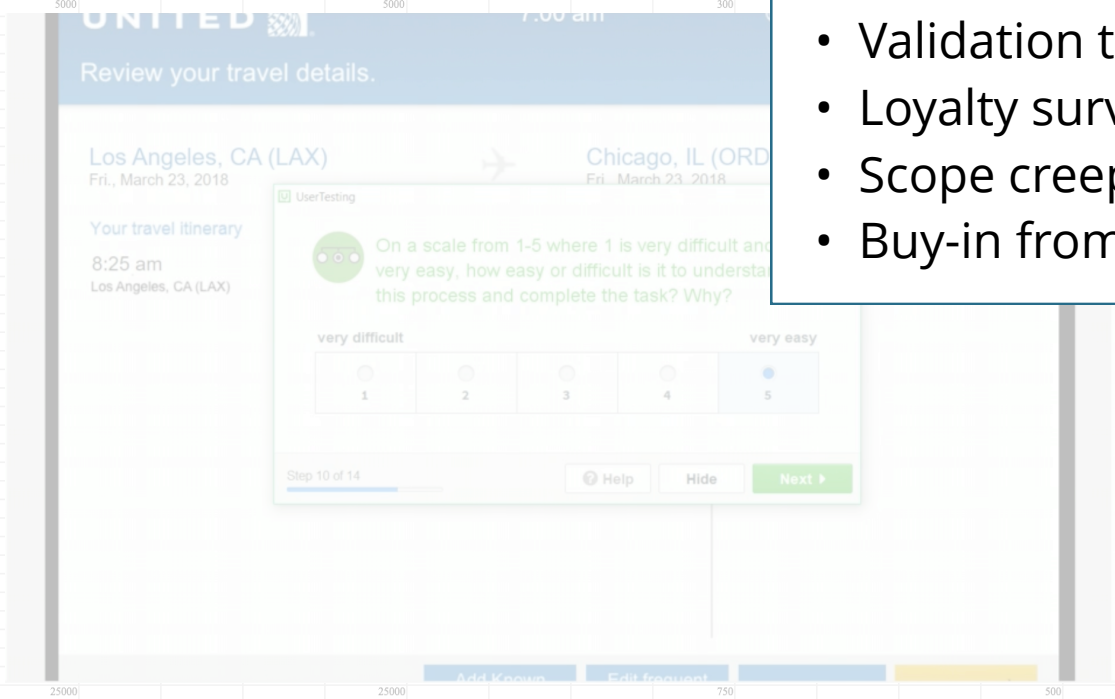 5000 5000 300
UNITED
7:00 am
Review your travel details.
Los Angeles, CA (LAX)
Fri., March 23, 2018
Chicago, IL (ORD
Fri., March 23, 2018
Your travel itinerary
8:25 am
Los Angeles, CA (LAX)
UserTesting
On a scale from 1-5 where 1 is very difficult and
very easy, how easy or difficult is it to
this process and complete the task? Why?
very difficult very easy
1 2 3 4 5
Step 10 of 14
Help Hide Next
Add Known Edit frequent
• Validation
• Loyalty
• Scope
• Buy-in from
25000 25000 750 500